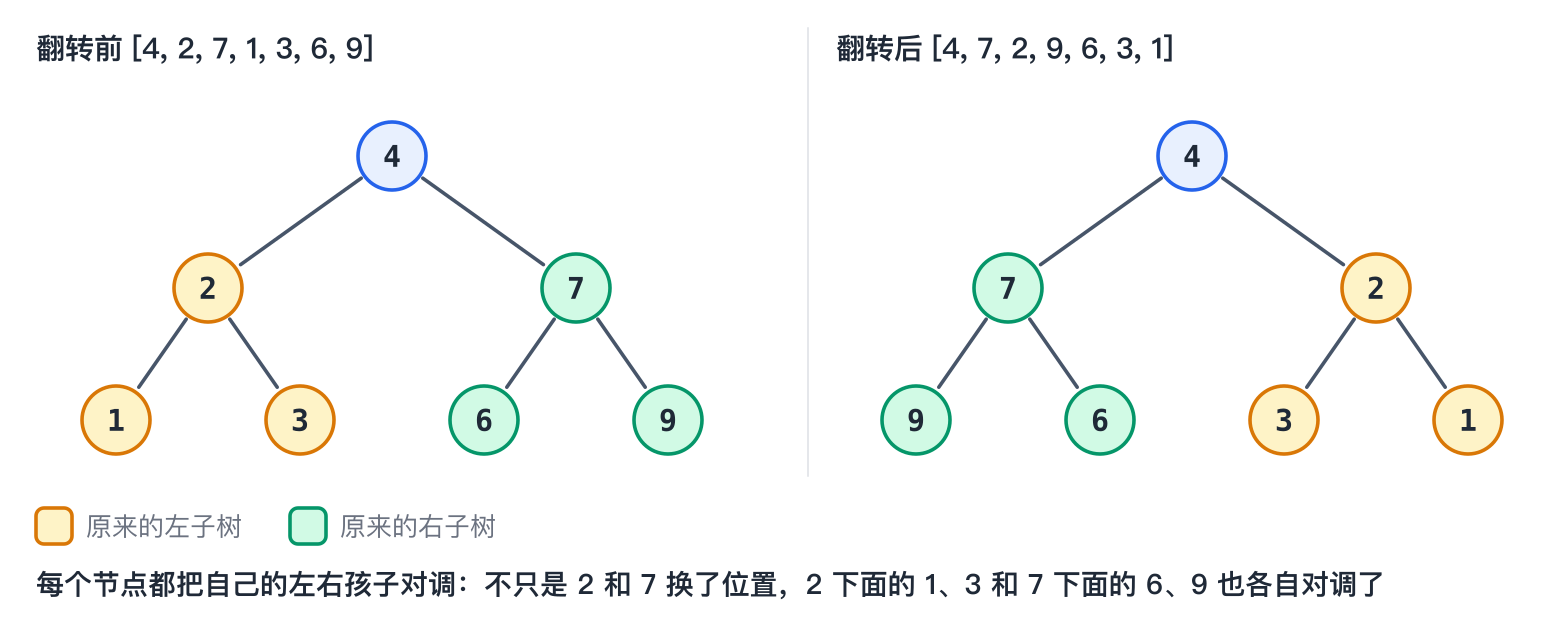 翻转前 [4, 2, 7, 1, 3, 6, 9]
4
2 7
1 3 6 9
翻转后 [4, 7, 2, 9, 6, 3, 1]
4
7 2
9 6 3 1
原来的左子树 原来的右子树
每个节点都把自己的左右孩子对调：不只是 2 和 7 换了位置，2 下面的 1、3 和 7 下面的 6、9 也各自对调了